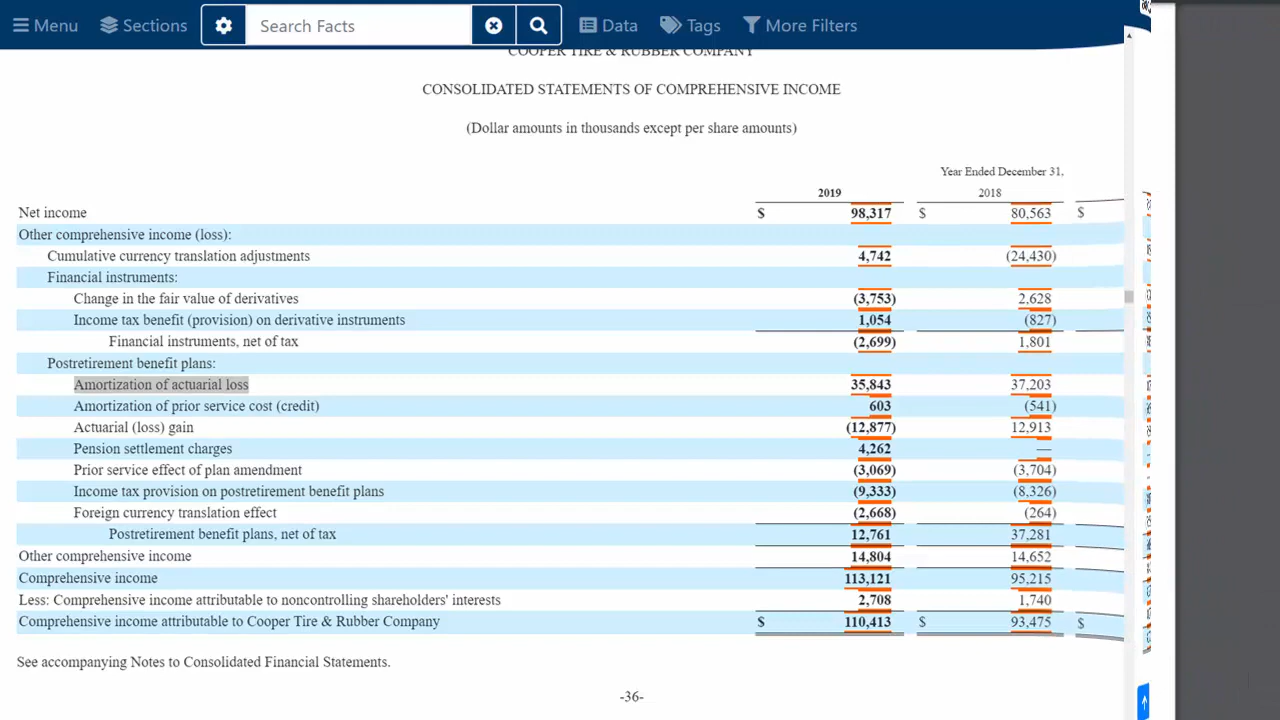 Menu Sections Search Facts Data Tags More Filters
COOPER TIRE & RUBBER COMPANY
CONSOLIDATED STATEMENTS OF COMPREHENSIVE INCOME
(Dollar amounts in thousands except per share amounts)
Year Ended December 31,
2019 2018
Net income $ 98,317 $ 80,563 $
Other comprehensive income (loss):
Cumulative currency translation adjustments 4,742 (24,430)
Financial instruments:
Change in the fair value of derivatives (3,753) 2,628
Income tax benefit (provision) on derivative instruments 1,054 (827)
Financial instruments, net of tax (2,699) 1,801
Postretirement benefit plans:
Amortization of actuarial loss 35,843 37,203
Amortization of prior service cost (credit) 603 (541)
Actuarial (loss) gain (12,877) 12,913
Pension settlement charges 4,262 —
Prior service effect of plan amendment (3,069) (3,704)
Income tax provision on postretirement benefit plans (9,333) (8,326)
Foreign currency translation effect (2,668) (264)
Postretirement benefit plans, net of tax 12,761 37,281
Other comprehensive income 14,804 14,652
Comprehensive income 113,121 95,215
Less: Comprehensive income attributable to noncontrolling shareholders' interests 2,708 1,740
Comprehensive income attributable to Cooper Tire & Rubber Company $ 110,413 $ 93,475 $
See accompanying Notes to Consolidated Financial Statements.
-36-